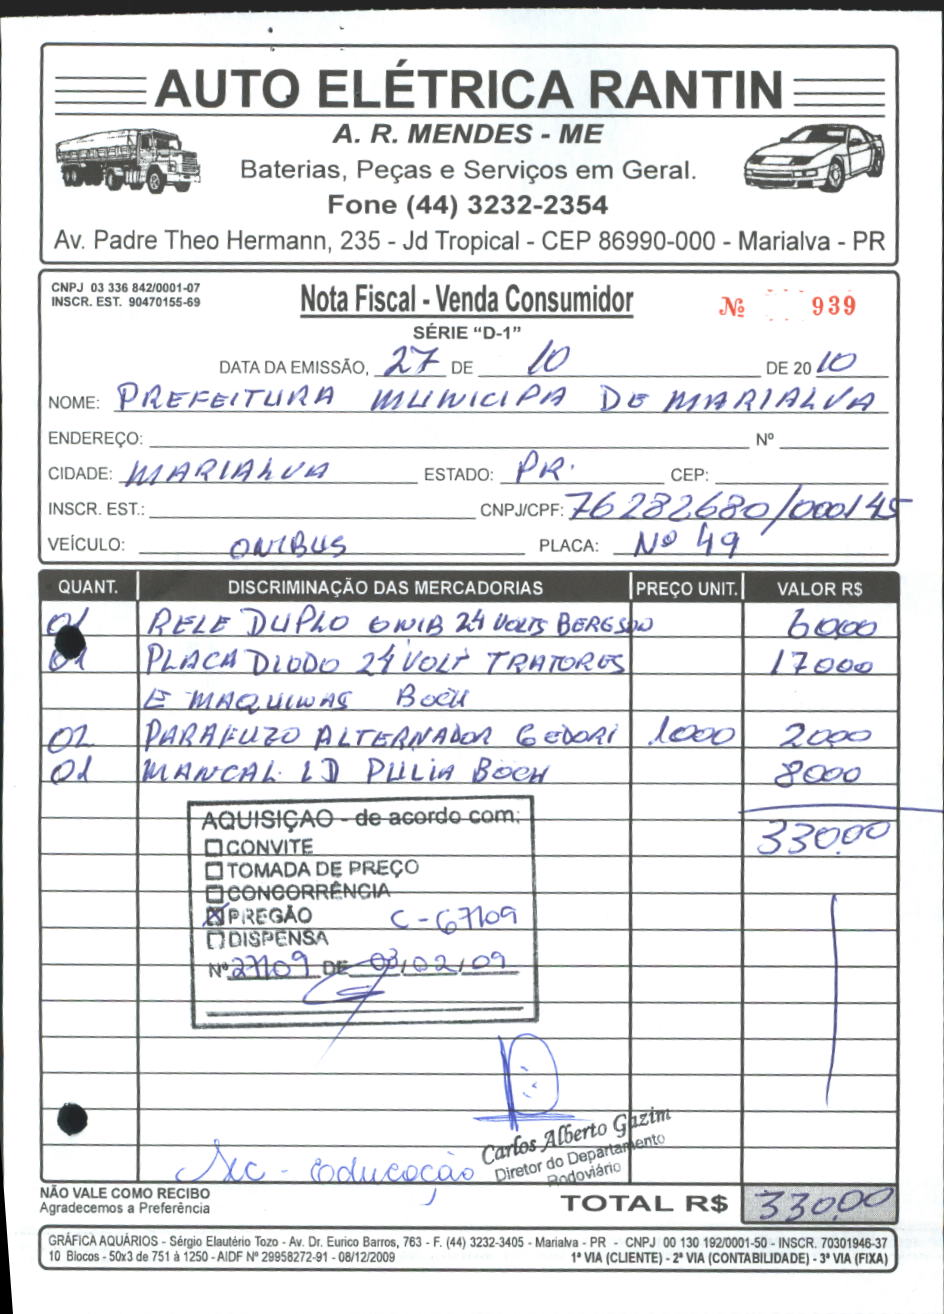 AUTO ELÉTRICA RANTIN
A. R. MENDES - ME
Baterias, Peças e Serviços em Geral.
Fone (44) 3232-2354
Av. Padre Theo Hermann, 235 - Jd Tropical - CEP 86990-000 - Marialva - PR
CNPJ 03 336 842/0001-07
INSCR. EST. 90470155-69
Nota Fiscal - Venda Consumidor
Nº 939
SÉRIE "D-1"
DATA DA EMISSÃO, 27 DE 10 DE 2010
NOME: PREFEITURA MUNICIPA DE MARIALVA
ENDEREÇO: Nº
CIDADE: MARIALVA ESTADO: PR. CEP:
INSCR. EST.: CNPJ/CPF: 76282680/000145
VEÍCULO: ONIBUS PLACA: Nº 49
QUANT. DISCRIMINAÇÃO DAS MERCADORIAS PREÇO UNIT. VALOR R$
01 RELE DUPLO ONIB 24 VOLTS BERGSON 6000
01 PLACA DIODO 24 VOLT TRATORES 17000
E MAQUINAS BOCH
02 PARAFUZO ALTERNADOR GEDORI 1000 2000
01 MANCAL LD PULIA BOCH 8000
330,00
AQUISIÇÃO - de acordo com:
CONVITE
TOMADA DE PREÇO
CONCORRÊNCIA
PREGÃO C-67/09
DISPENSA
Nº 27/09 DE 03/02/09
Carlos Alberto Gazim
Diretor do Departamento
Rodoviário
Sec - Educação
NÃO VALE COMO RECIBO
Agradecemos a Preferência
TOTAL R$ 330,00
GRÁFICA AQUÁRIOS - Sérgio Elautério Tozo - Av. Dr. Eurico Barros, 763 - F. (44) 3232-3405 - Marialva - PR - CNPJ 00 130 192/0001-50 - INSCR. 70301946-37
10 Blocos - 50x3 de 751 à 1250 - AIDF Nº 29958272-91 - 08/12/2009 1ª VIA (CLIENTE) - 2ª VIA (CONTABILIDADE) - 3ª VIA (FIXA)